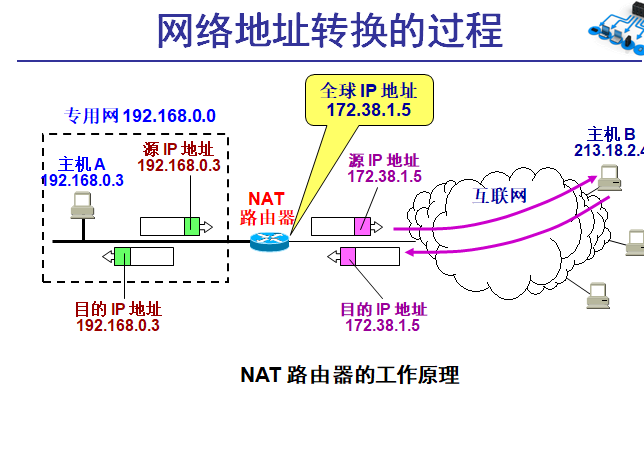 网络地址转换的过程
全球 IP 地址
172.38.1.5
专用网 192.168.0.0
主机 A
192.168.0.3
源 IP 地址
192.168.0.3
源 IP 地址
172.38.1.5
主机 B
213.18.2.4
NAT
路由器
互联网
目的 IP 地址
192.168.0.3
目的 IP 地址
172.38.1.5
NAT 路由器的工作原理